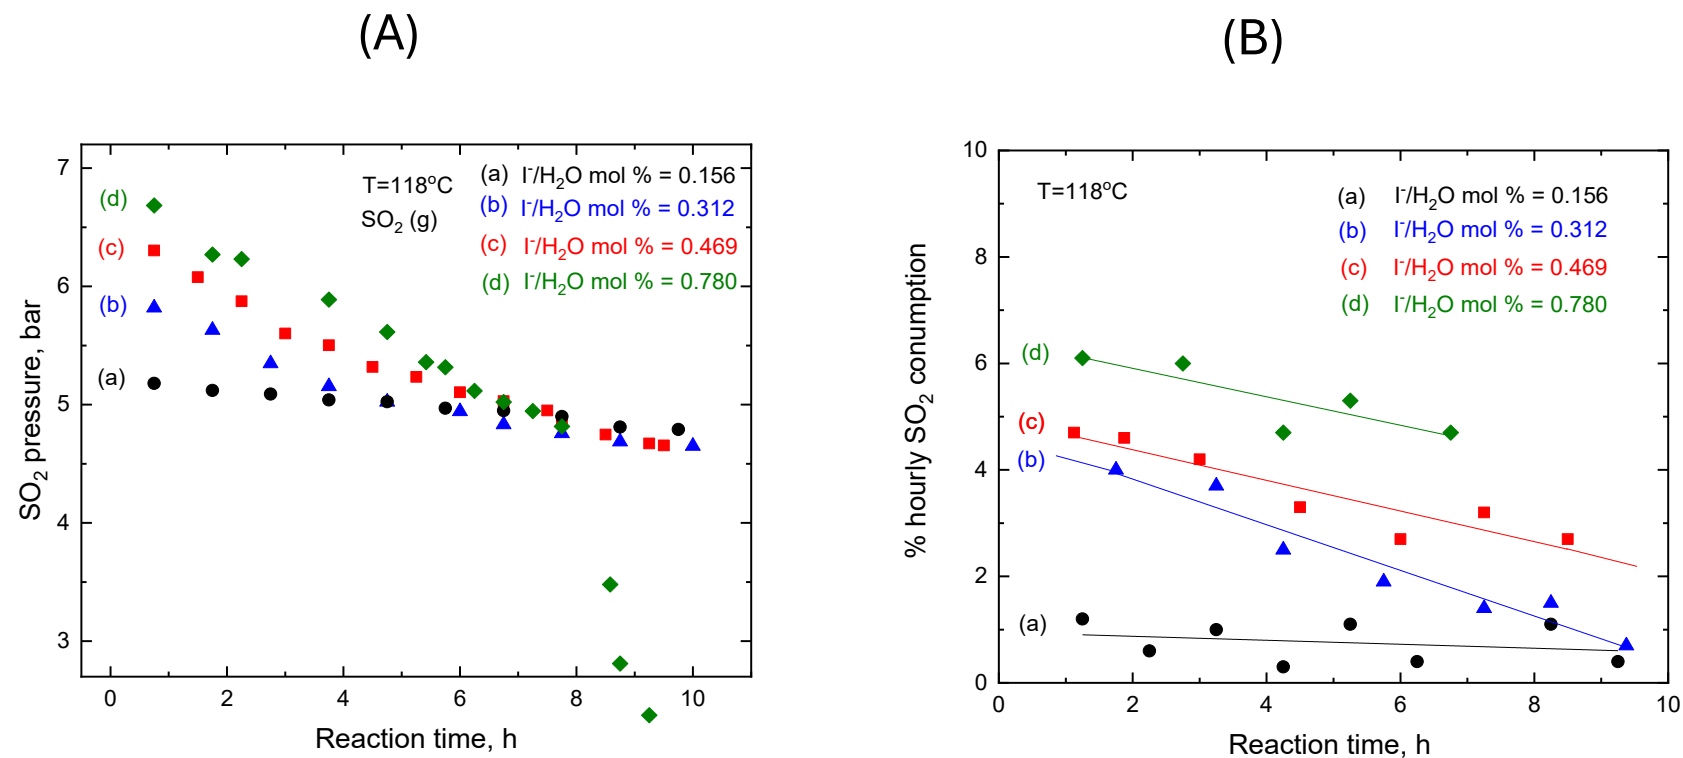 (A)
(B)
(a) I⁻/H₂O mol % = 0.156
(b) I⁻/H₂O mol % = 0.312
(c) I⁻/H₂O mol % = 0.469
(d) I⁻/H₂O mol % = 0.780
T=118°C
SO₂ (g)
(d)
(c)
(b)
(a)
7
6
5
4
3
SO₂ pressure, bar
0 2 4 6 8 10
Reaction time, h
T=118°C
(a) I⁻/H₂O mol % = 0.156
(b) I⁻/H₂O mol % = 0.312
(c) I⁻/H₂O mol % = 0.469
(d) I⁻/H₂O mol % = 0.780
(d)
(c)
(b)
(a)
10
8
6
4
2
0
% hourly SO₂ conumption
0 2 4 6 8 10
Reaction time, h